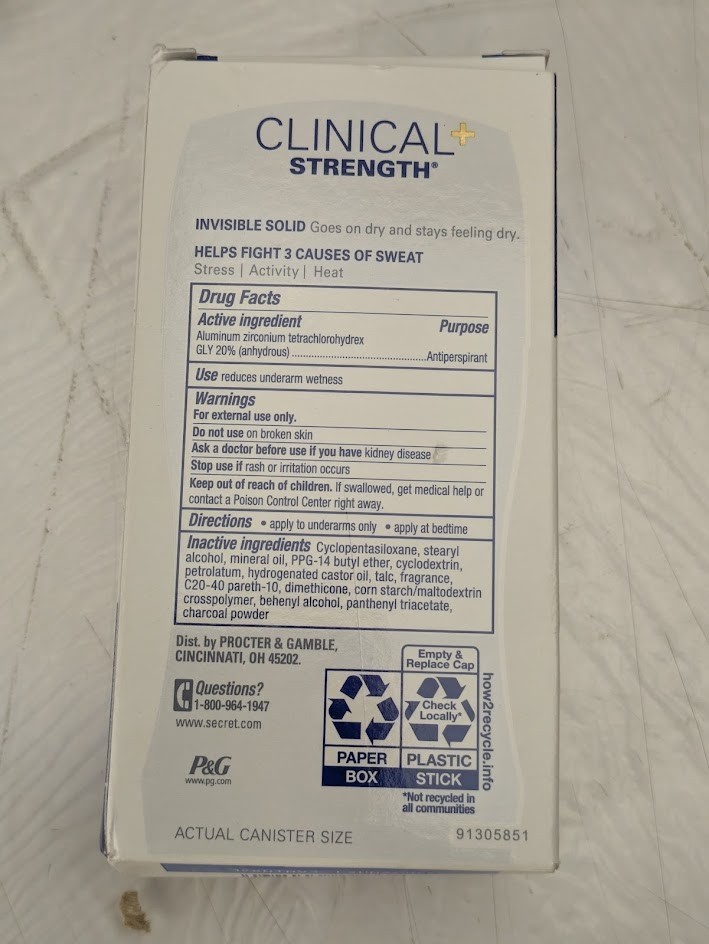 CLINICAL+
STRENGTH®
INVISIBLE SOLID Goes on dry and stays feeling dry.
HELPS FIGHT 3 CAUSES OF SWEAT
Stress | Activity | Heat
Drug Facts
Active ingredient Purpose
Aluminum zirconium tetrachlorohydrex
GLY 20% (anhydrous)..........................................Antiperspirant
Use reduces underarm wetness
Warnings
For external use only.
Do not use on broken skin
Ask a doctor before use if you have kidney disease
Stop use if rash or irritation occurs
Keep out of reach of children. If swallowed, get medical help or
contact a Poison Control Center right away.
Directions • apply to underarms only • apply at bedtime
Inactive ingredients Cyclopentasiloxane, stearyl
alcohol, mineral oil, PPG-14 butyl ether, cyclodextrin,
petrolatum, hydrogenated castor oil, talc, fragrance,
C20-40 pareth-10, dimethicone, corn starch/maltodextrin
crosspolymer, behenyl alcohol, panthenyl triacetate,
charcoal powder
Dist. by PROCTER & GAMBLE,
CINCINNATI, OH 45202.
Questions?
1-800-964-1947
www.secret.com
P&G
www.pg.com
Empty &
Replace Cap
Check
Locally*
PAPER
BOX
PLASTIC
STICK
how2recycle.info
*Not recycled in
all communities
ACTUAL CANISTER SIZE
91305851